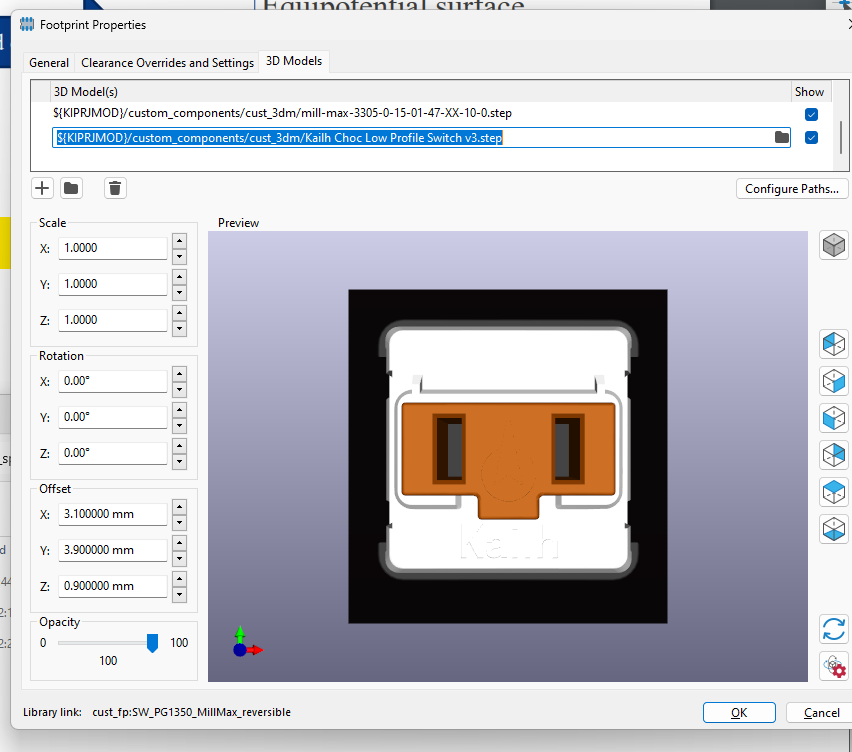 Equipotential surface
Footprint Properties
General Clearance Overrides and Settings 3D Models
3D Model(s) Show
${KIPRJMOD}/custom_components/cust_3dm/mill-max-3305-0-15-01-47-XX-10-0.step
${KIPRJMOD}/custom_components/cust_3dm/Kailh Choc Low Profile Switch v3.step
Configure Paths...
Scale
X: 1.0000
Y: 1.0000
Z: 1.0000
Rotation
X: 0.00°
Y: 0.00°
Z: 0.00°
Offset
X: 3.100000 mm
Y: 3.900000 mm
Z: 0.900000 mm
Opacity
0 100
100
Preview
Kailh
Library link: cust_fp:SW_PG1350_MillMax_reversible
OK Cancel